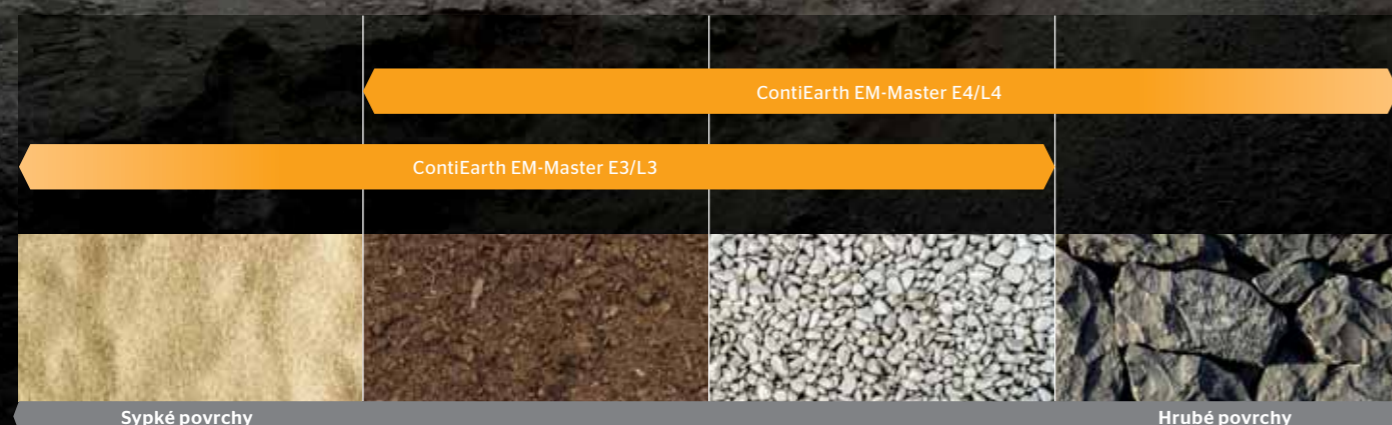 ContiEarth EM-Master E4/L4
ContiEarth EM-Master E3/L3
Sypké povrchy
Hrubé povrchy